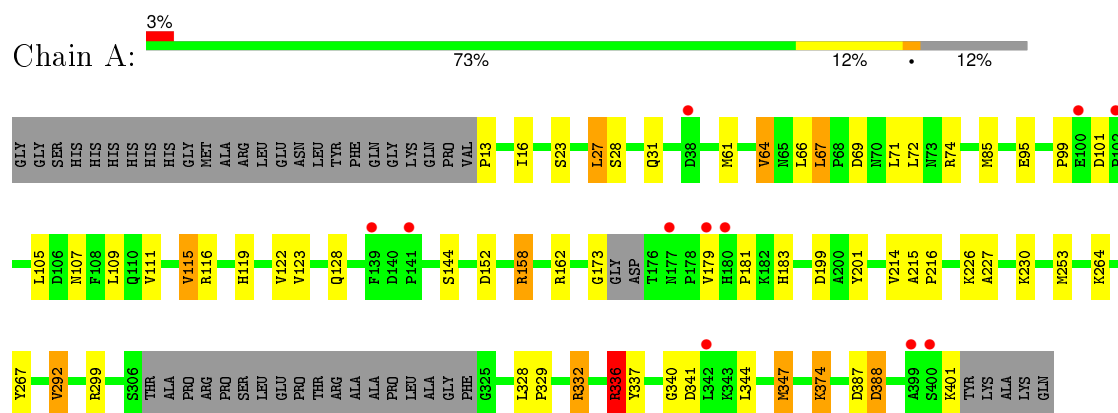 3%
Chain A:
73% 12% • 12%
GLY GLY SER HIS HIS HIS HIS HIS HIS GLY MET ALA ARG LEU GLU ASN LEU TYR PHE GLN GLY LYS GLN PRO VAL P13 I16 S23 L27 S28 Q31 D38 M61 V64 N65 L66 L67 P68 D69 N70 L71 L72 N73 R74 M85 E95 P99 E100 D101
L105 D106 N107 F108 L109 Q110 V111 V115 R116 H119 V122 V123 Q128 F139 D140 P141 S144 D152 R158 R162 G173 GLY ASP T176 N177 P178 V179 H180 P181 K182 H183 D199 A200 Y201 V214 A215 P216 K226 A227 K230 M253 K264
Y267 V292 R299 S306 THR ALA PRO ARG PRO SER LEU GLU PRO THR ARG ALA ALA PRO LEU ALA GLY PHE G325 L328 P329 R332 R336 Y337 G340 D341 L342 K343 L344 M347 K374 D387 D388 A399 S400 K401 TYR LYS ALA LYS GLN